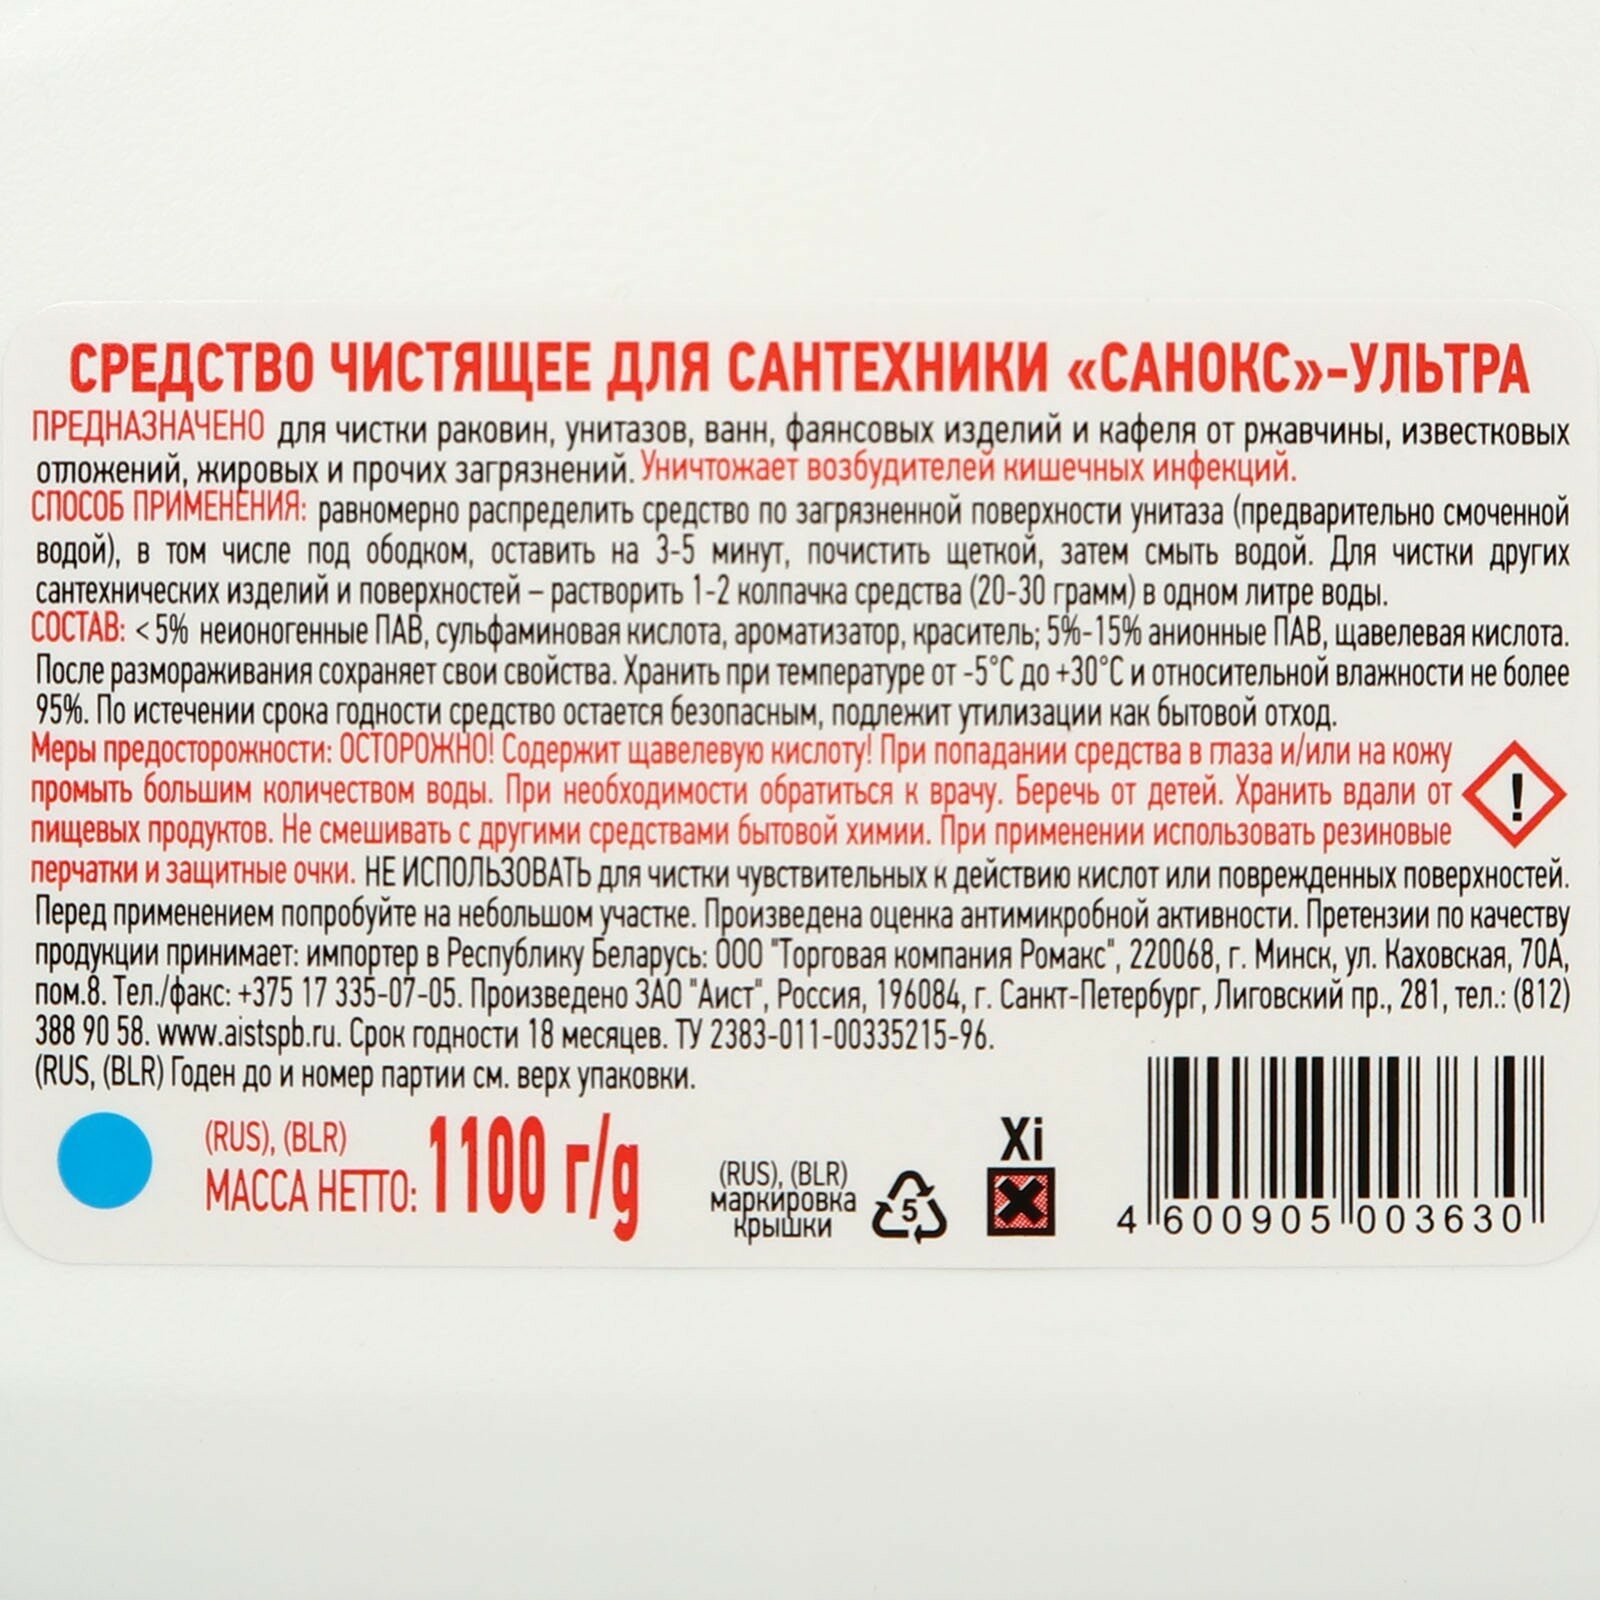 СРЕДСТВО ЧИСТЯЩЕЕ ДЛЯ САНТЕХНИКИ «САНОКС»-УЛЬТРА
ПРЕДНАЗНАЧЕНО для чистки раковин, унитазов, ванн, фаянсовых изделий и кафеля от ржавчины, известковых
отложений, жировых и прочих загрязнений. Уничтожает возбудителей кишечных инфекций.
СПОСОБ ПРИМЕНЕНИЯ: равномерно распределить средство по загрязненной поверхности унитаза (предварительно смоченной
водой), в том числе под ободком, оставить на 3-5 минут, почистить щеткой, затем смыть водой. Для чистки других
сантехнических изделий и поверхностей – растворить 1-2 колпачка средства (20-30 грамм) в одном литре воды.
СОСТАВ: <5% неионогенные ПАВ, сульфаминовая кислота, ароматизатор, краситель; 5%-15% анионные ПАВ, щавелевая кислота.
После размораживания сохраняет свои свойства. Хранить при температуре от -5°С до +30°С и относительной влажности не более
95%. По истечении срока годности средство остается безопасным, подлежит утилизации как бытовой отход.
Меры предосторожности: ОСТОРОЖНО! Содержит щавелевую кислоту! При попадании средства в глаза и/или на кожу
промыть большим количеством воды. При необходимости обратиться к врачу. Беречь от детей. Хранить вдали от
пищевых продуктов. Не смешивать с другими средствами бытовой химии. При применении использовать резиновые
перчатки и защитные очки. НЕ ИСПОЛЬЗОВАТЬ для чистки чувствительных к действию кислот или поврежденных поверхностей.
Перед применением попробуйте на небольшом участке. Произведена оценка антимикробной активности. Претензии по качеству
продукции принимает: импортер в Республику Беларусь: ООО "Торговая компания Ромакс", 220068, г. Минск, ул. Каховская, 70А,
пом.8. Тел./факс: +375 17 335-07-05. Произведено ЗАО "Аист", Россия, 196084, г. Санкт-Петербург, Лиговский пр., 281, тел.: (812)
388 90 58. www.aistspb.ru. Срок годности 18 месяцев. ТУ 2383-011-00335215-96.
(RUS, (BLR) Годен до и номер партии см. верх упаковки.
(RUS), (BLR)
МАССА НЕТТО: 1100 г/g
(RUS), (BLR)
маркировка
крышки
5
Xi
4 600905 003630